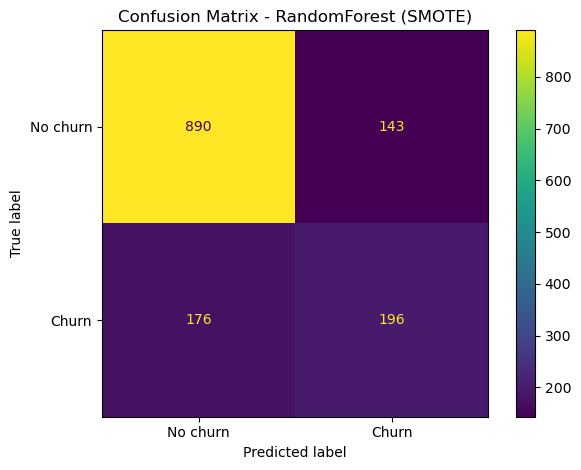 Confusion Matrix - RandomForest (SMOTE)
No churn
890
143
Churn
176
196
True label
No churn
Churn
Predicted label
800
700
600
500
400
300
200